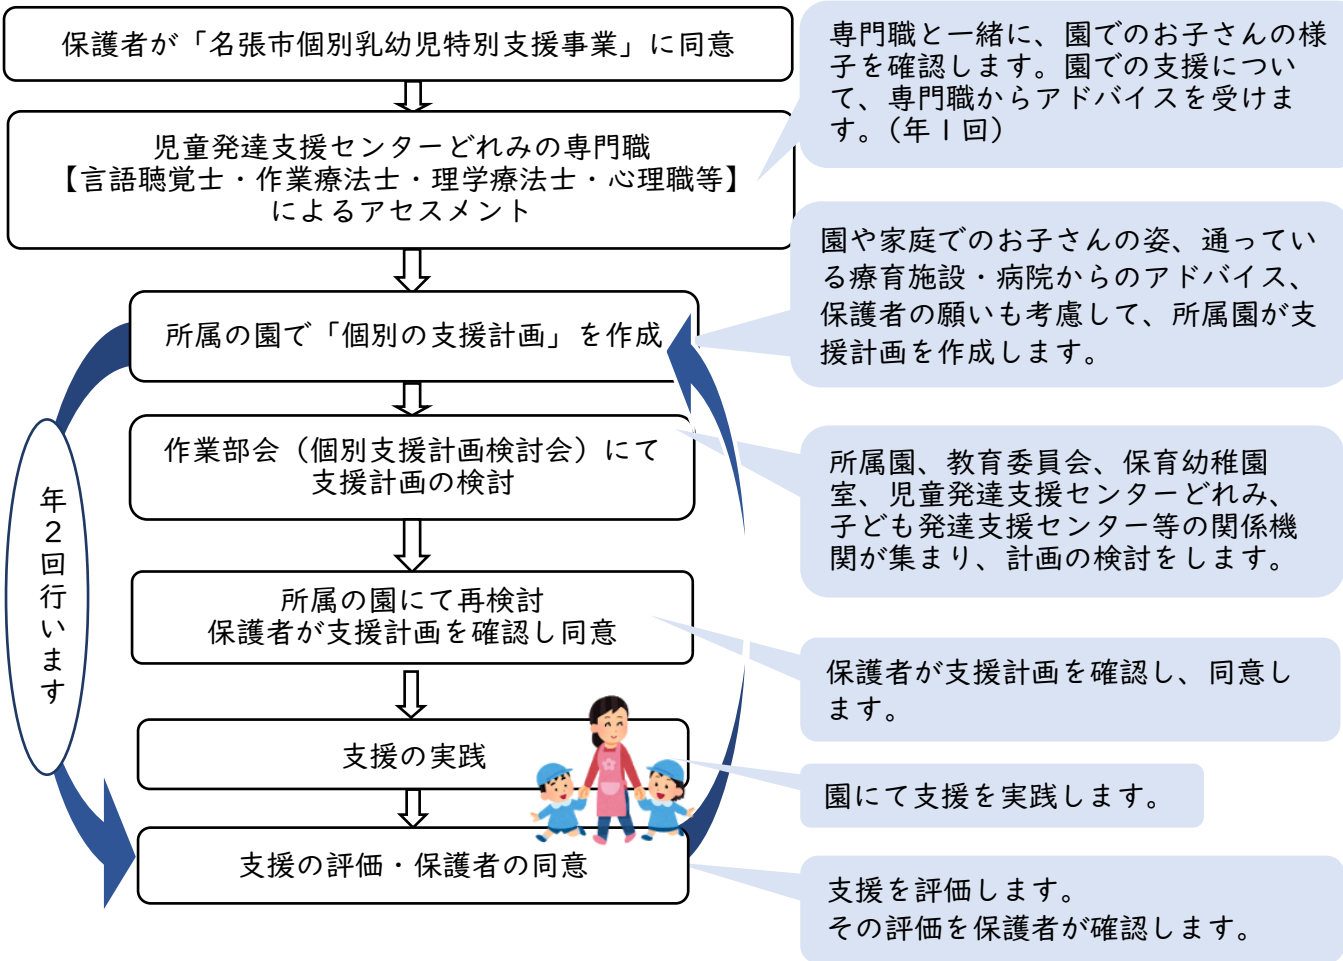 保護者が「名張市個別乳幼児特別支援事業」に同意
専門職と一緒に、園でのお子さんの様
子を確認します。園での支援につい
て、専門職からアドバイスを受けま
す。(年1回)
児童発達支援センターどれみの専門職
【言語聴覚士・作業療法士・理学療法士・心理職等】
によるアセスメント
園や家庭でのお子さんの姿、通ってい
る療育施設・病院からのアドバイス、
保護者の願いも考慮して、所属園が支
援計画を作成します。
所属の園で「個別の支援計画」を作成
作業部会（個別支援計画検討会）にて
支援計画の検討
所属園、教育委員会、保育幼稚園
室、児童発達支援センターどれみ、
子ども発達支援センター等の関係機
関が集まり、計画の検討をします。
年2回行います
所属の園にて再検討
保護者が支援計画を確認し同意
保護者が支援計画を確認し、同意し
ます。
支援の実践
園にて支援を実践します。
支援の評価・保護者の同意
支援を評価します。
その評価を保護者が確認します。